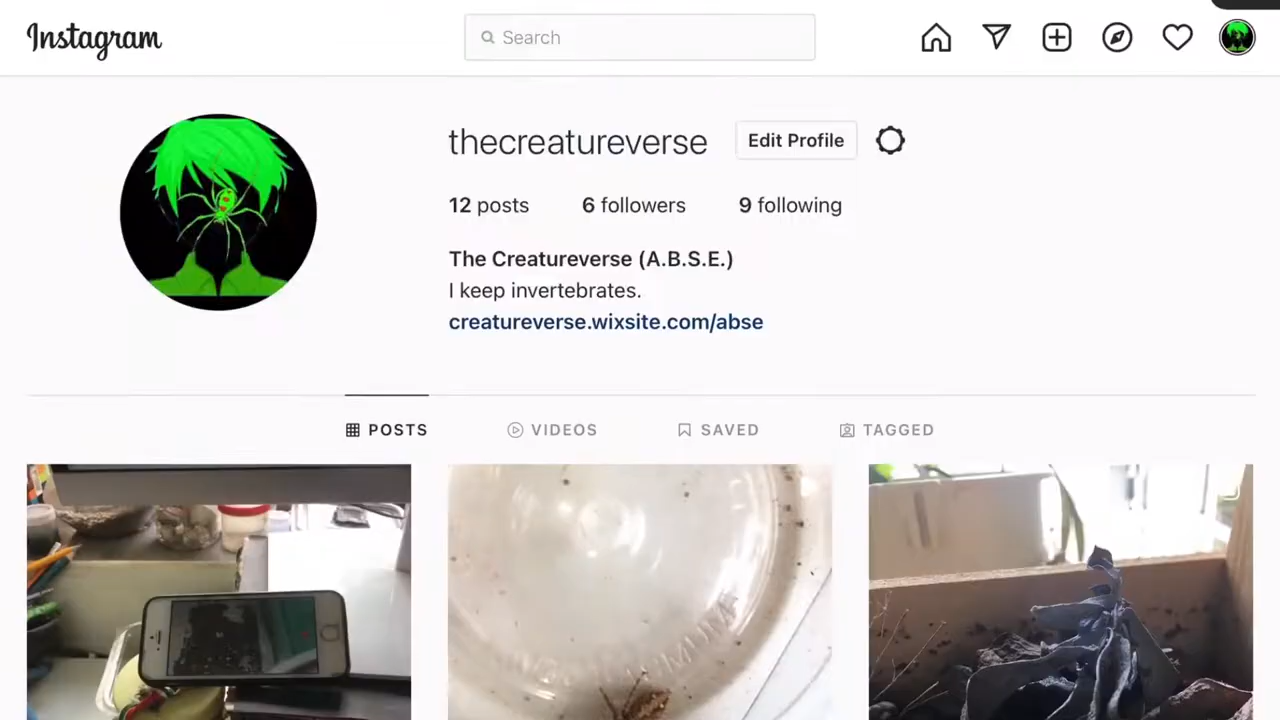 Instagram
Search
thecreatureverse Edit Profile
12 posts 6 followers 9 following
The Creatureverse (A.B.S.E.)
I keep invertebrates.
creatureverse.wixsite.com/abse
POSTS VIDEOS SAVED TAGGED